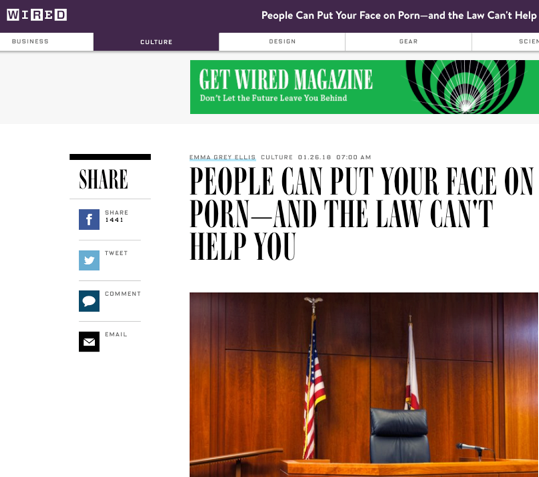 WIRED
People Can Put Your Face on Porn—and the Law Can't Help
BUSINESS
CULTURE
DESIGN
GEAR
SCIEN
GET WIRED MAGAZINE
Don't Let the Future Leave You Behind
SHARE
SHARE
1441
TWEET
COMMENT
EMAIL
EMMA GREY ELLIS CULTURE 01.26.18 07:00 AM
PEOPLE CAN PUT YOUR FACE ON
PORN—AND THE LAW CAN'T
HELP YOU